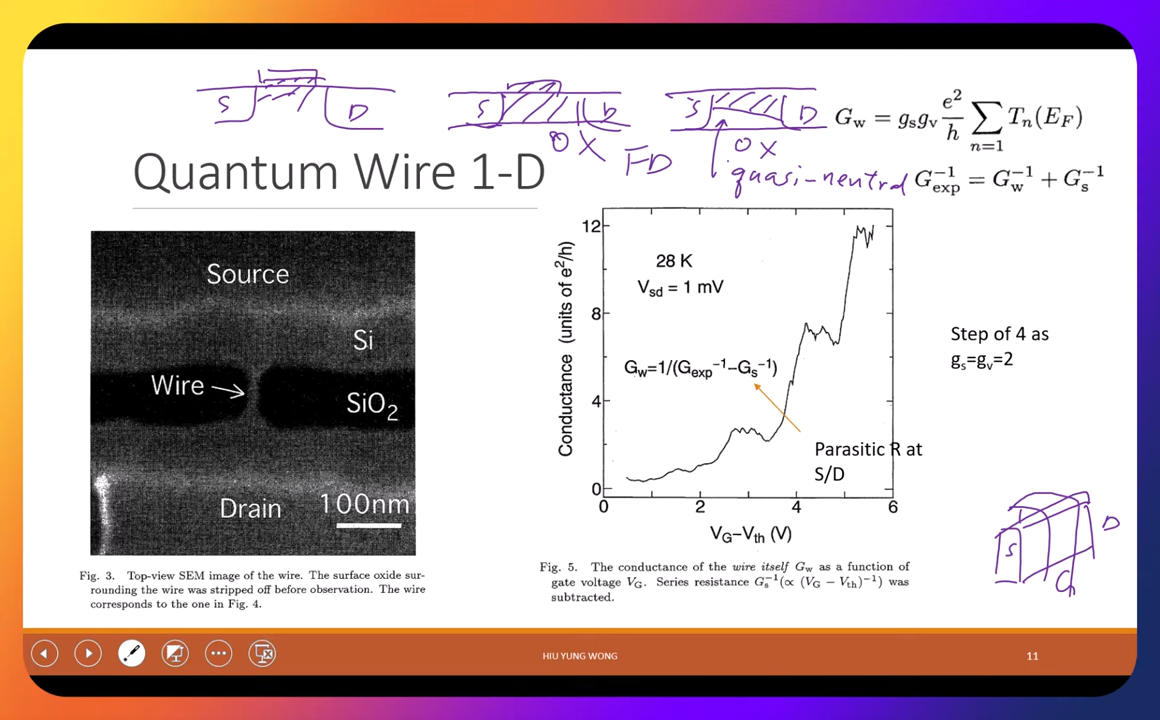 S D
S D
S D
OX
FD
OX
quasi-neutral
G_w = g_s g_v e²/h ∑_{n=1} T_n(E_F)
G_exp⁻¹ = G_w⁻¹ + G_s⁻¹
Quantum Wire 1-D
Source
Si
Wire
SiO₂
Drain
100nm
Fig. 3. Top-view SEM image of the wire. The surface oxide sur-
rounding the wire was stripped off before observation. The wire
corresponds to the one in Fig. 4.
Conductance (units of e²/h)
12
8
4
0
28 K
V_sd = 1 mV
G_w=1/(G_exp⁻¹−G_s⁻¹)
Parasitic R at
S/D
0 2 4 6
V_G−V_th (V)
Fig. 5. The conductance of the wire itself G_w as a function of
gate voltage V_G. Series resistance G_s⁻¹(∝ (V_G − V_th)⁻¹) was
subtracted.
Step of 4 as
g_s=g_v=2
S
D
HIU YUNG WONG
11